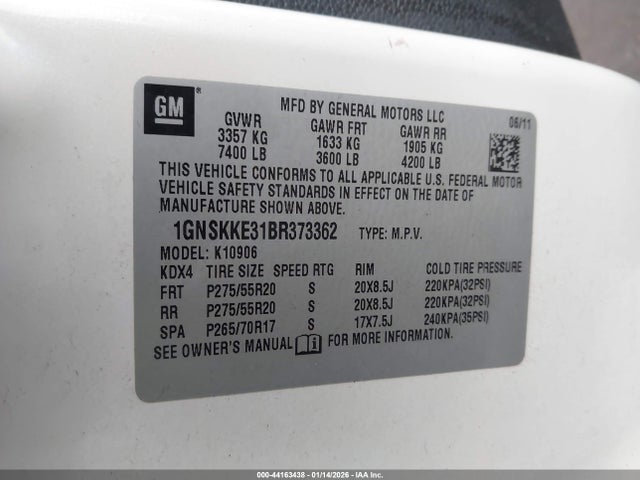 GM
MFD BY GENERAL MOTORS LLC
06/11
GVWR GAWR FRT GAWR RR
3357 KG 1633 KG 1905 KG
7400 LB 3600 LB 4200 LB
THIS VEHICLE CONFORMS TO ALL APPLICABLE U.S. FEDERAL MOTOR
VEHICLE SAFETY STANDARDS IN EFFECT ON THE DATE OF
MANUFACTURE SHOWN ABOVE.
1GNSKKE31BR373362 TYPE: M.P.V.
MODEL: K10906
KDX4 TIRE SIZE SPEED RTG RIM COLD TIRE PRESSURE
FRT P275/55R20 S 20X8.5J 220KPA(32PSI)
RR P275/55R20 S 20X8.5J 220KPA(32PSI)
SPA P265/70R17 S 17X7.5J 240KPA(35PSI)
SEE OWNER'S MANUAL FOR MORE INFORMATION.
000-44163438 - 01/14/2026 - IAAI.CA